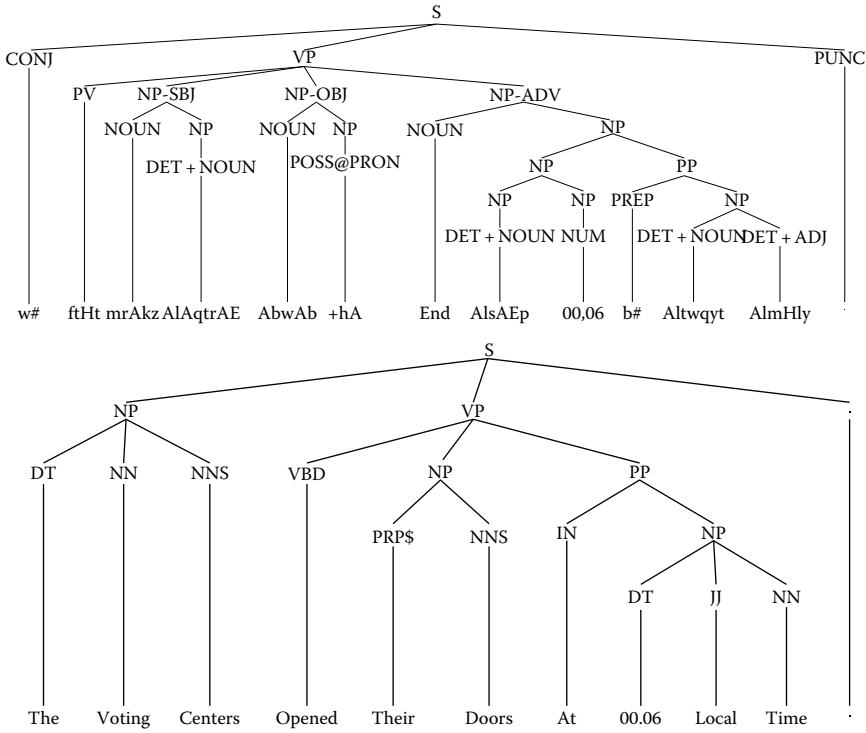 S
CONJ VP PUNC
PV NP-SBJ NP-OBJ NP-ADV
NOUN NP NOUN NP NOUN NP
DET + NOUN POSS@PRON NP PP
NP NP PREP NP
DET + NOUN NUM DET + NOUN DET + ADJ
w# ftHt mrAkz AlAqtrAE AbwAb +hA End AlsAEp 00,06 b# Altwqyt AlmHly .
S
NP VP .
DT NN NNS VBD NP PP
PRP$ NNS IN NP
DT JJ NN
The Voting Centers Opened Their Doors At 00.06 Local Time .